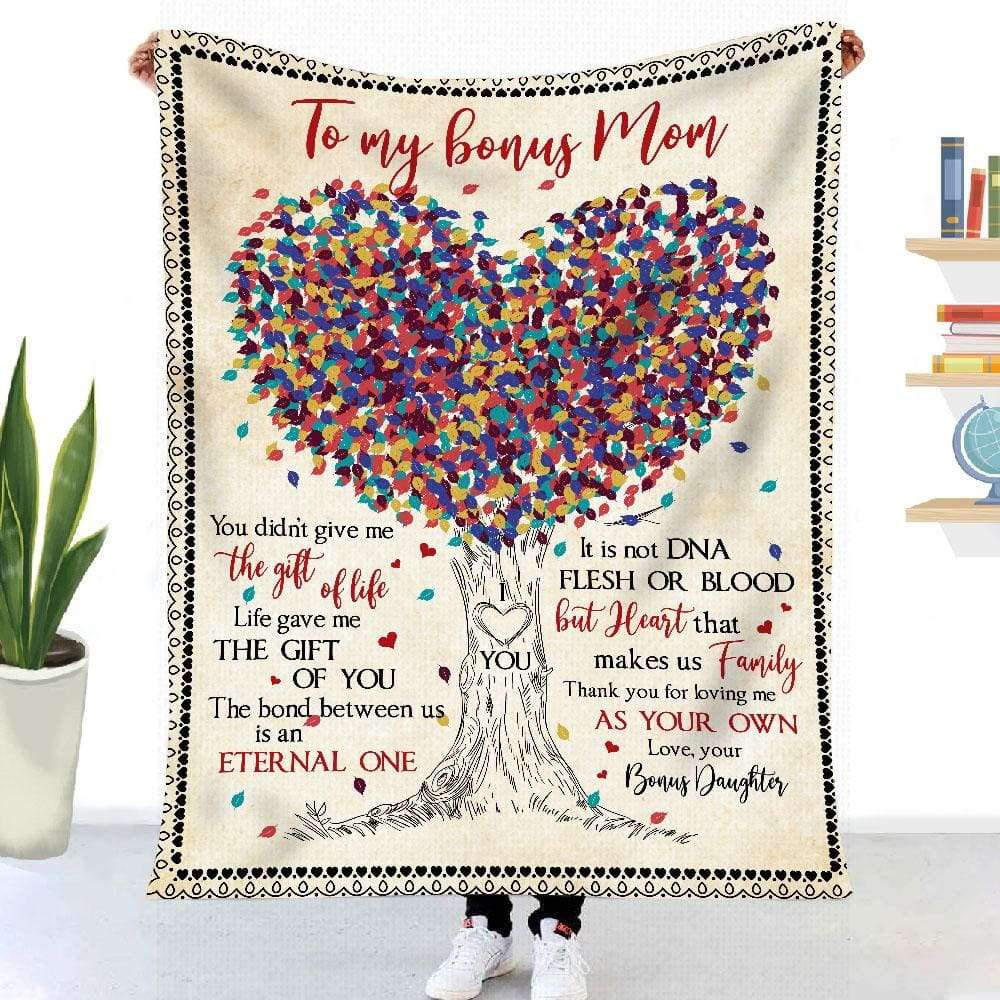 To my bonus Mom
You didn't give me
the gift of life
Life gave me
THE GIFT
OF YOU
The bond between us
is an
ETERNAL ONE
I
YOU
It is not DNA
FLESH OR BLOOD
but Heart that
makes us Family
Thank you for loving me
AS YOUR OWN
Love, your
Bonus Daughter